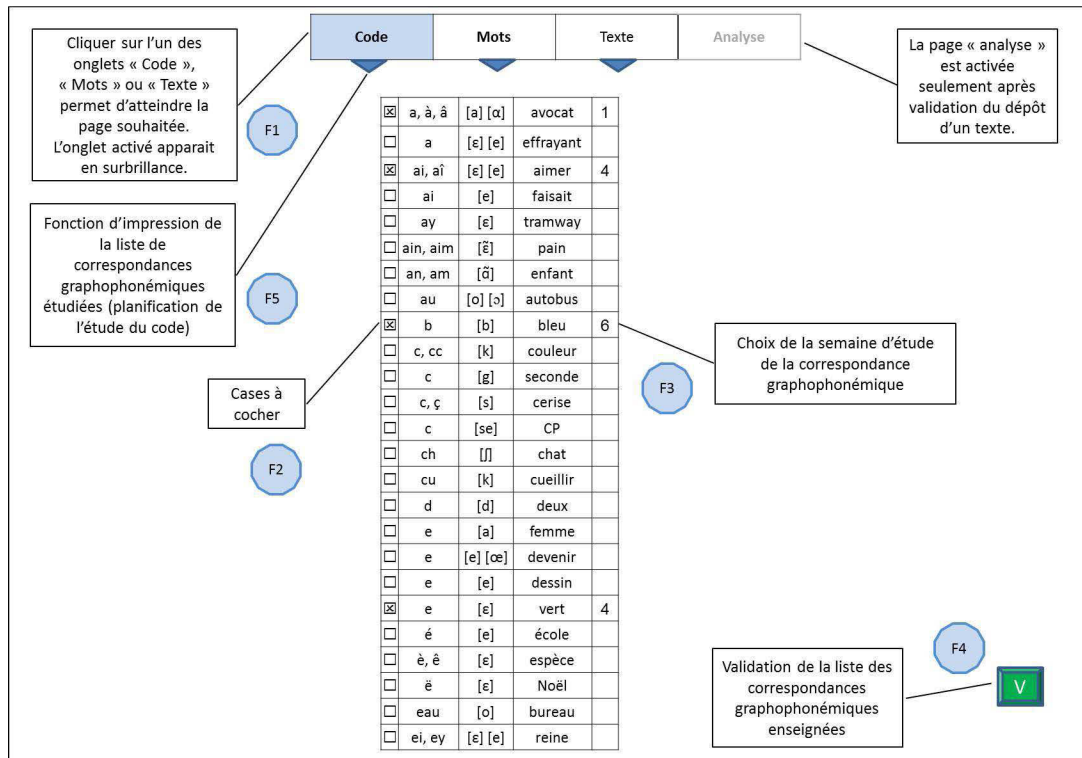 Code Mots Texte Analyse
Cliquer sur l'un des
onglets « Code »,
« Mots » ou « Texte »
permet d'atteindre la
page souhaitée.
L'onglet activé apparait
en surbrillance.
F1
La page « analyse »
est activée
seulement après
validation du dépôt
d'un texte.
Fonction d'impression de
la liste de
correspondances
graphophonémiques
étudiées (planification de
l'étude du code)
F5
Cases à
cocher
F2
☒ a, à, â [a] [ɑ] avocat 1
☐ a [ɛ] [e] effrayant
☒ ai, aî [ɛ] [e] aimer 4
☐ ai [e] faisait
☐ ay [ɛ] tramway
☐ ain, aim [ɛ̃] pain
☐ an, am [ɑ̃] enfant
☐ au [o] [ɔ] autobus
☒ b [b] bleu 6
☐ c, cc [k] couleur
☐ c [g] seconde
☐ c, ç [s] cerise
☐ c [se] CP
☐ ch [ʃ] chat
☐ cu [k] cueillir
☐ d [d] deux
☐ e [a] femme
☐ e [e] [œ] devenir
☐ e [e] dessin
☒ e [ɛ] vert 4
☐ é [e] école
☐ è, ê [ɛ] espèce
☐ ë [ɛ] Noël
☐ eau [o] bureau
☐ ei, ey [ɛ] [e] reine
Choix de la semaine d'étude
de la correspondance
graphophonémique
F3
F4
Validation de la liste des
correspondances
graphophonémiques
enseignées
V